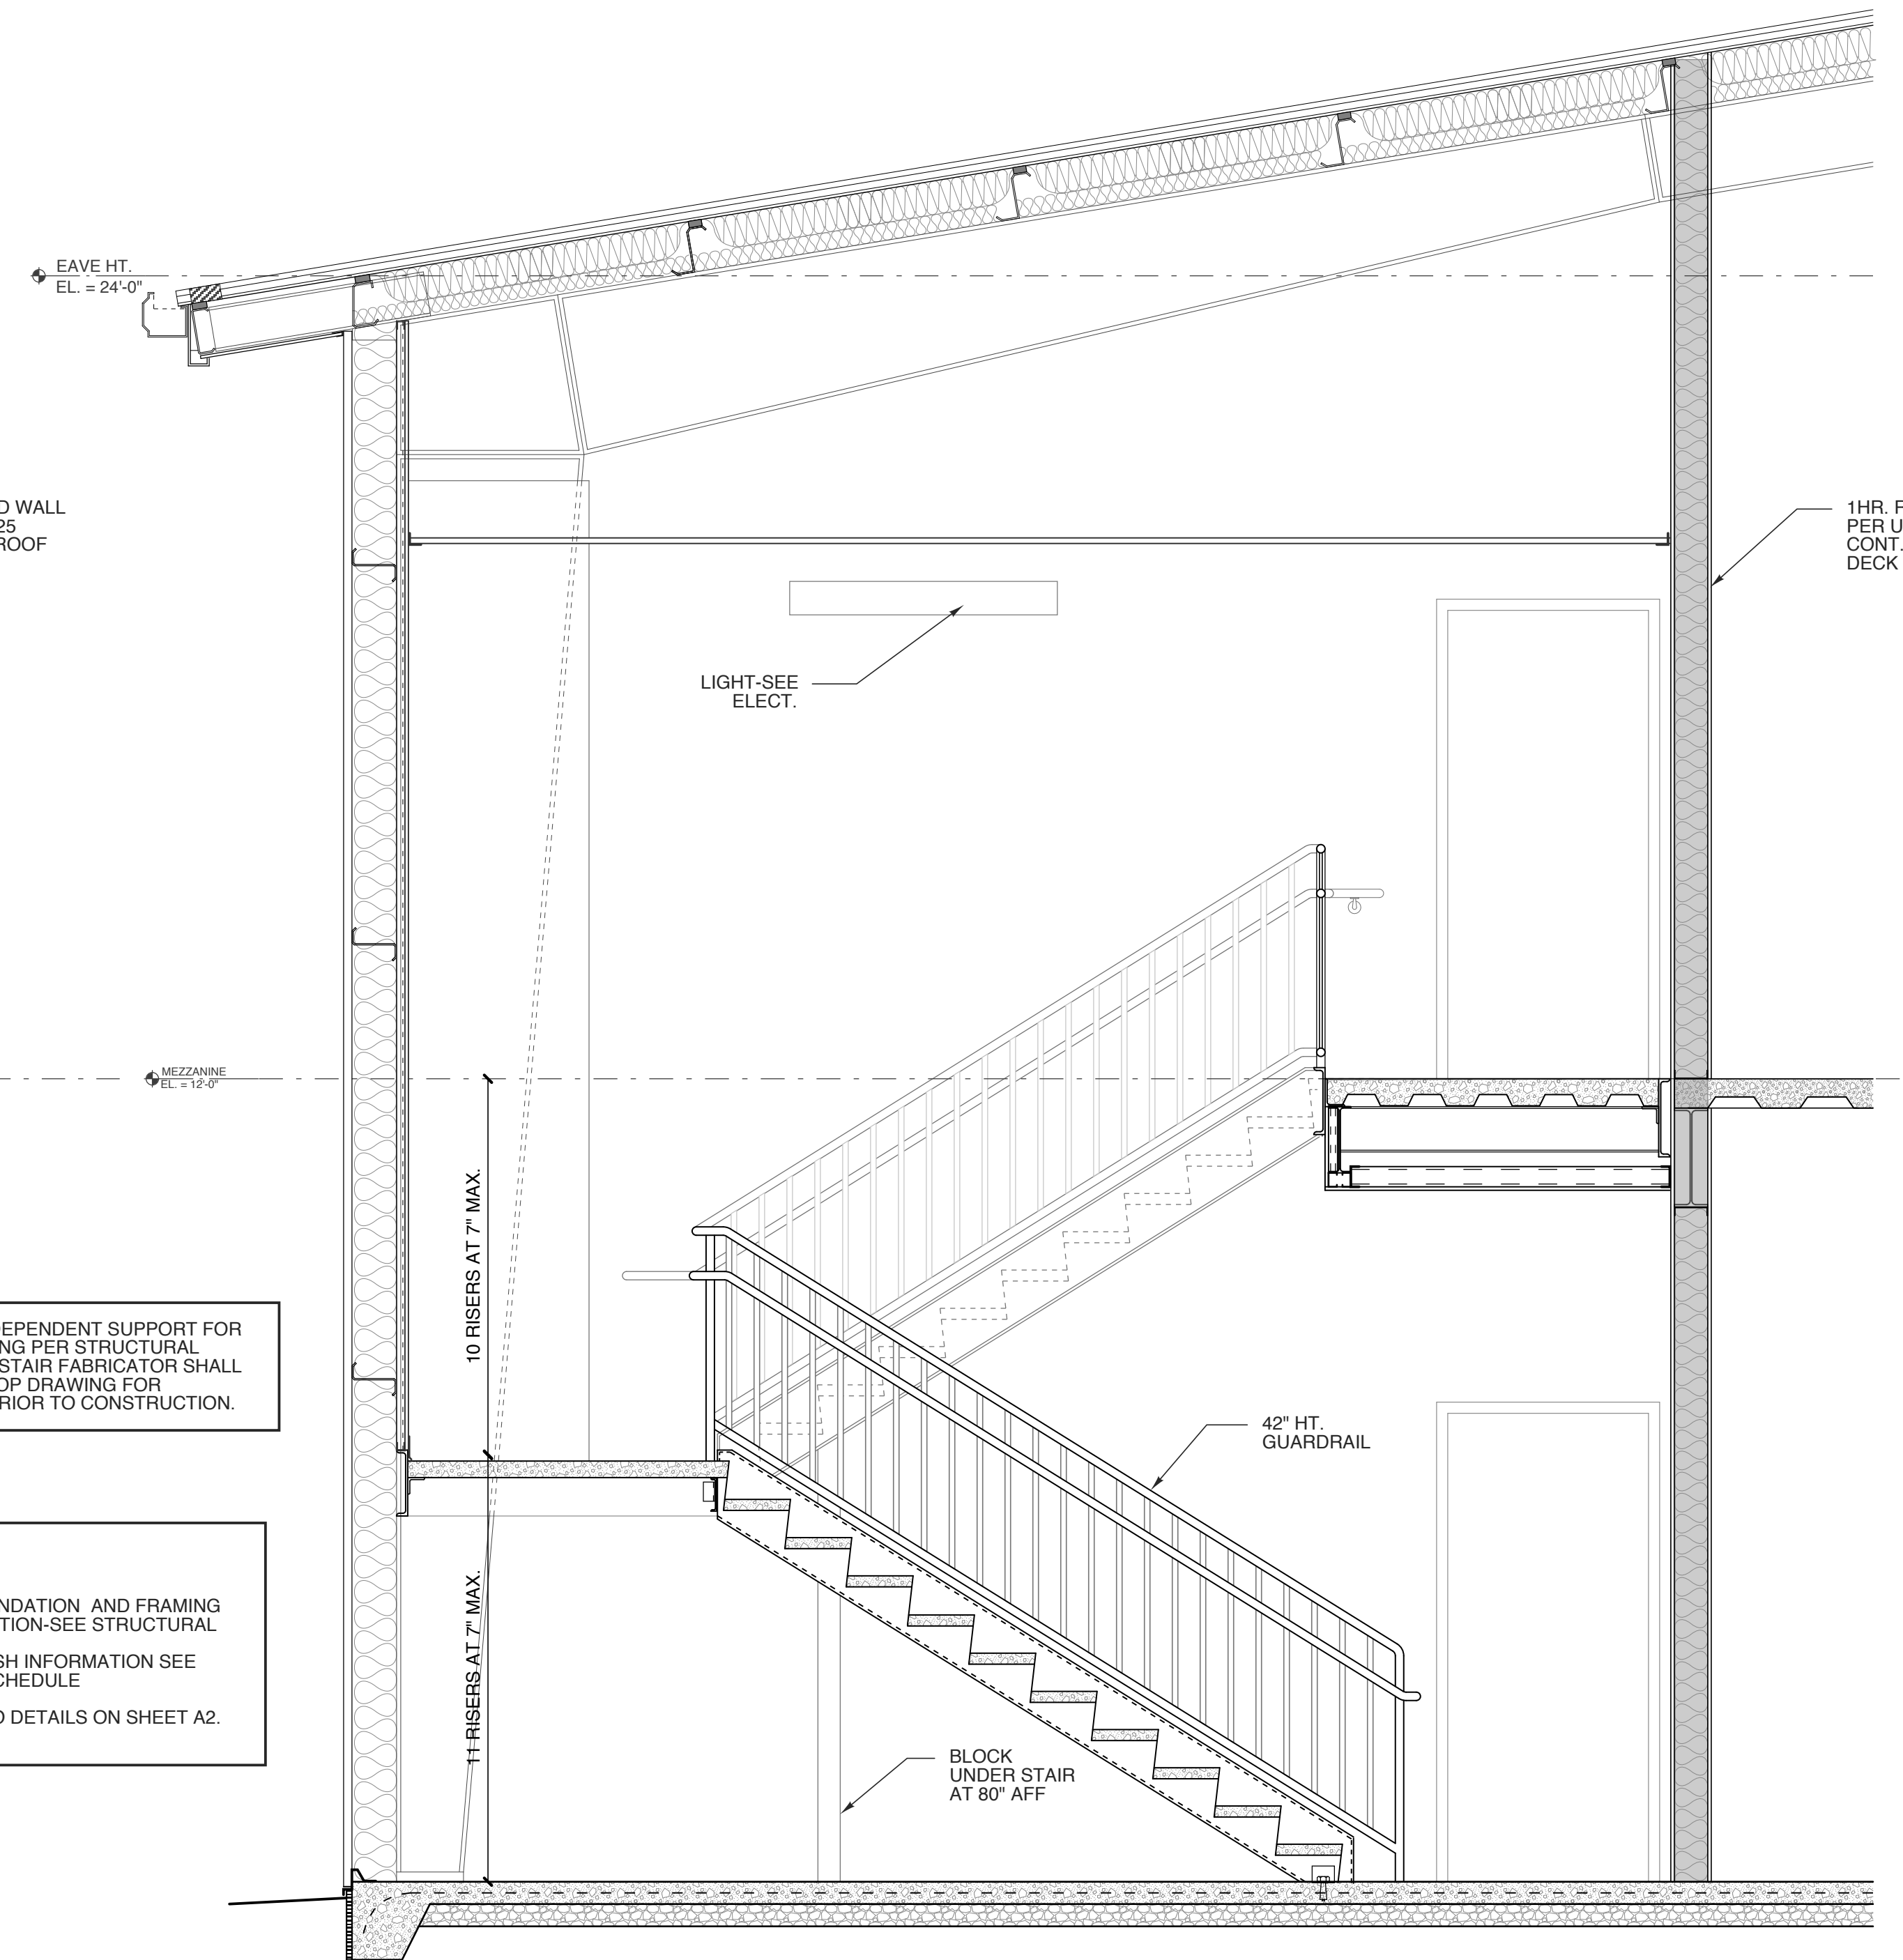 EAVE HT.
EL. = 24'-0"
D WALL
25
ROOF
1HR. F
PER U
CONT.
DECK
LIGHT-SEE
ELECT.
MEZZANINE
EL. = 12'-0"
10 RISERS AT 7" MAX.
DEPENDENT SUPPORT FOR
NG PER STRUCTURAL
STAIR FABRICATOR SHALL
OP DRAWING FOR
RIOR TO CONSTRUCTION.
42" HT.
GUARDRAIL
11 RISERS AT 7" MAX.
NDATION AND FRAMING
TION-SEE STRUCTURAL
SH INFORMATION SEE
CHEDULE
D DETAILS ON SHEET A2.
BLOCK
UNDER STAIR
AT 80" AFF